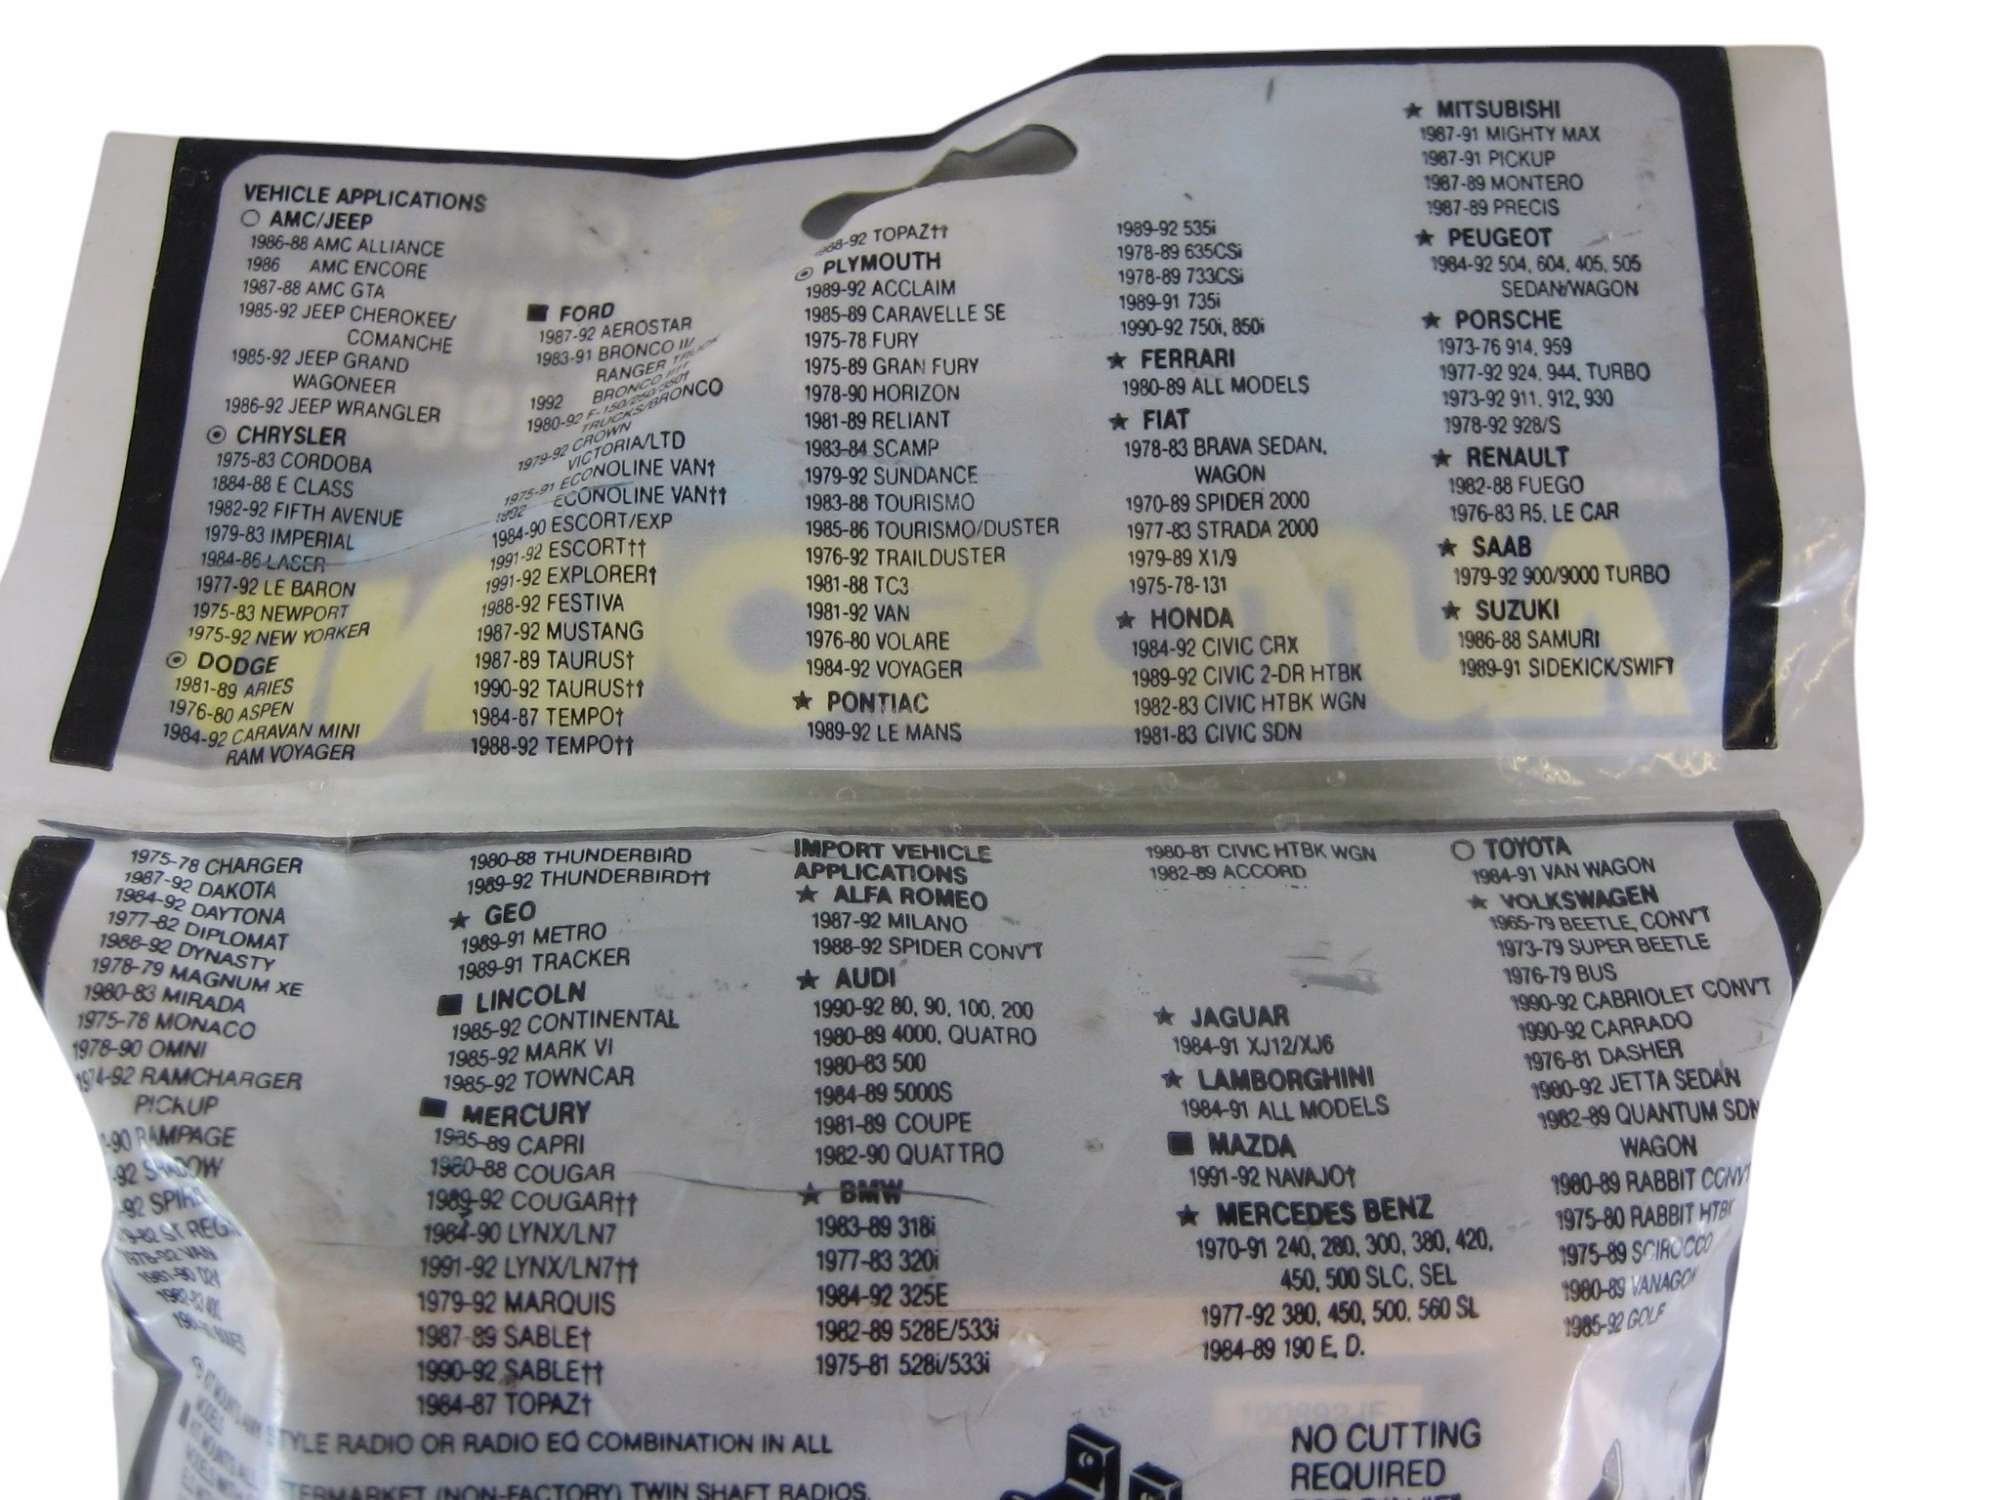 VEHICLE APPLICATIONS
○ AMC/JEEP
1986-88 AMC ALLIANCE
1986 AMC ENCORE
1987-88 AMC GTA
1985-92 JEEP CHEROKEE/
COMANCHE
1985-92 JEEP GRAND
WAGONEER
1986-92 JEEP WRANGLER
CHRYSLER
1975-83 CORDOBA
1884-88 E CLASS
1982-92 FIFTH AVENUE
1979-83 IMPERIAL
1984-86 LASER
1977-92 LE BARON
1975-83 NEWPORT
1975-92 NEW YORKER
DODGE
1981-89 ARIES
1976-80 ASPEN
1984-92 CARAVAN MINI
RAM VOYAGER
1975-78 CHARGER
1987-92 DAKOTA
1984-92 DAYTONA
1977-82 DIPLOMAT
1988-92 DYNASTY
1978-79 MAGNUM XE
1980-83 MIRADA
1975-78 MONACO
1978-90 OMNI
1974-92 RAMCHARGER
PICKUP
-90 RAMPAGE
-92 SHADOW
-92
-82 ST
1978-92 VAN
■ FORD
1987-92 AEROSTAR
1983-91 BRONCO II/
RANGER TRUCK
1992 BRONCO II††
1980-92 F-150/250/350†
TRUCKS/BRONCO
1979-92 CROWN
VICTORIA/LTD
1975-91 ECONOLINE VAN†
1992 ECONOLINE VAN††
1984-90 ESCORT/EXP
1991-92 ESCORT††
1991-92 EXPLORER†
1988-92 FESTIVA
1987-92 MUSTANG
1987-89 TAURUS†
1990-92 TAURUS††
1984-87 TEMPO†
1988-92 TEMPO††
1980-88 THUNDERBIRD
1989-92 THUNDERBIRD††
★ GEO
1989-91 METRO
1989-91 TRACKER
■ LINCOLN
1985-92 CONTINENTAL
1985-92 MARK VI
1985-92 TOWNCAR
■ MERCURY
1985-89 CAPRI
1980-88 COUGAR
1989-92 COUGAR††
1984-90 LYNX/LN7
1991-92 LYNX/LN7††
1979-92 MARQUIS
1987-89 SABLE†
1990-92 SABLE††
1984-87 TOPAZ†
88-92 TOPAZ††
PLYMOUTH
1989-92 ACCLAIM
1985-89 CARAVELLE SE
1975-78 FURY
1975-89 GRAN FURY
1978-90 HORIZON
1981-89 RELIANT
1983-84 SCAMP
1979-92 SUNDANCE
1983-88 TOURISMO
1985-86 TOURISMO/DUSTER
1976-92 TRAILDUSTER
1981-88 TC3
1981-92 VAN
1976-80 VOLARE
1984-92 VOYAGER
★ PONTIAC
1989-92 LE MANS
IMPORT VEHICLE
APPLICATIONS
★ ALFA ROMEO
1987-92 MILANO
1988-92 SPIDER CONV'T
★ AUDI
1990-92 80, 90, 100, 200
1980-89 4000, QUATRO
1980-83 500
1984-89 5000S
1981-89 COUPE
1982-90 QUATTRO
★ BMW
1983-89 318i
1977-83 320i
1984-92 325E
1982-89 528E/533i
1975-81 528i/533i
1989-92 535i
1978-89 635CSi
1978-89 733CSi
1989-91 735i
1990-92 750i, 850i
★ FERRARI
1980-89 ALL MODELS
★ FIAT
1978-83 BRAVA SEDAN,
WAGON
1970-89 SPIDER 2000
1977-83 STRADA 2000
1979-89 X1/9
1975-78-131
★ HONDA
1984-92 CIVIC CRX
1989-92 CIVIC 2-DR HTBK
1982-83 CIVIC HTBK WGN
1981-83 CIVIC SDN
1980-81 CIVIC HTBK WGN
1982-89 ACCORD
★ JAGUAR
1984-91 XJ12/XJ6
★ LAMBORGHINI
1984-91 ALL MODELS
■ MAZDA
1991-92 NAVAJO†
★ MERCEDES BENZ
1970-91 240, 280, 300, 380, 420,
450, 500 SLC, SEL
1977-92 380, 450, 500, 560 SL
1984-89 190 E, D.
★ MITSUBISHI
1987-91 MIGHTY MAX
1987-91 PICKUP
1987-89 MONTERO
1987-89 PRECIS
★ PEUGEOT
1984-92 504, 604, 405, 505
SEDAN/WAGON
★ PORSCHE
1973-76 914, 959
1977-92 924, 944, TURBO
1973-92 911, 912, 930
1978-92 928/S
★ RENAULT
1982-88 FUEGO
1976-83 R5, LE CAR
★ SAAB
1979-92 900/9000 TURBO
★ SUZUKI
1986-88 SAMURI
1989-91 SIDEKICK/SWIFT
○ TOYOTA
1984-91 VAN WAGON
★ VOLKSWAGEN
1965-79 BEETLE, CONV'T
1973-79 SUPER BEETLE
1976-79 BUS
1990-92 CABRIOLET CONV'T
1990-92 CARRADO
1976-81 DASHER
1980-92 JETTA SEDAN
1982-89 QUANTUM SDN
WAGON
1980-89 RABBIT CONV'T
1975-80 RABBIT HTBK
1975-89 SCIROCCO
1980-89 VANAGON
1985-92 GOLF
STYLE RADIO OR RADIO EQ COMBINATION IN ALL
TERMARKET (NON-FACTORY) TWIN SHAFT RADIOS.
NO CUTTING
REQUIRED